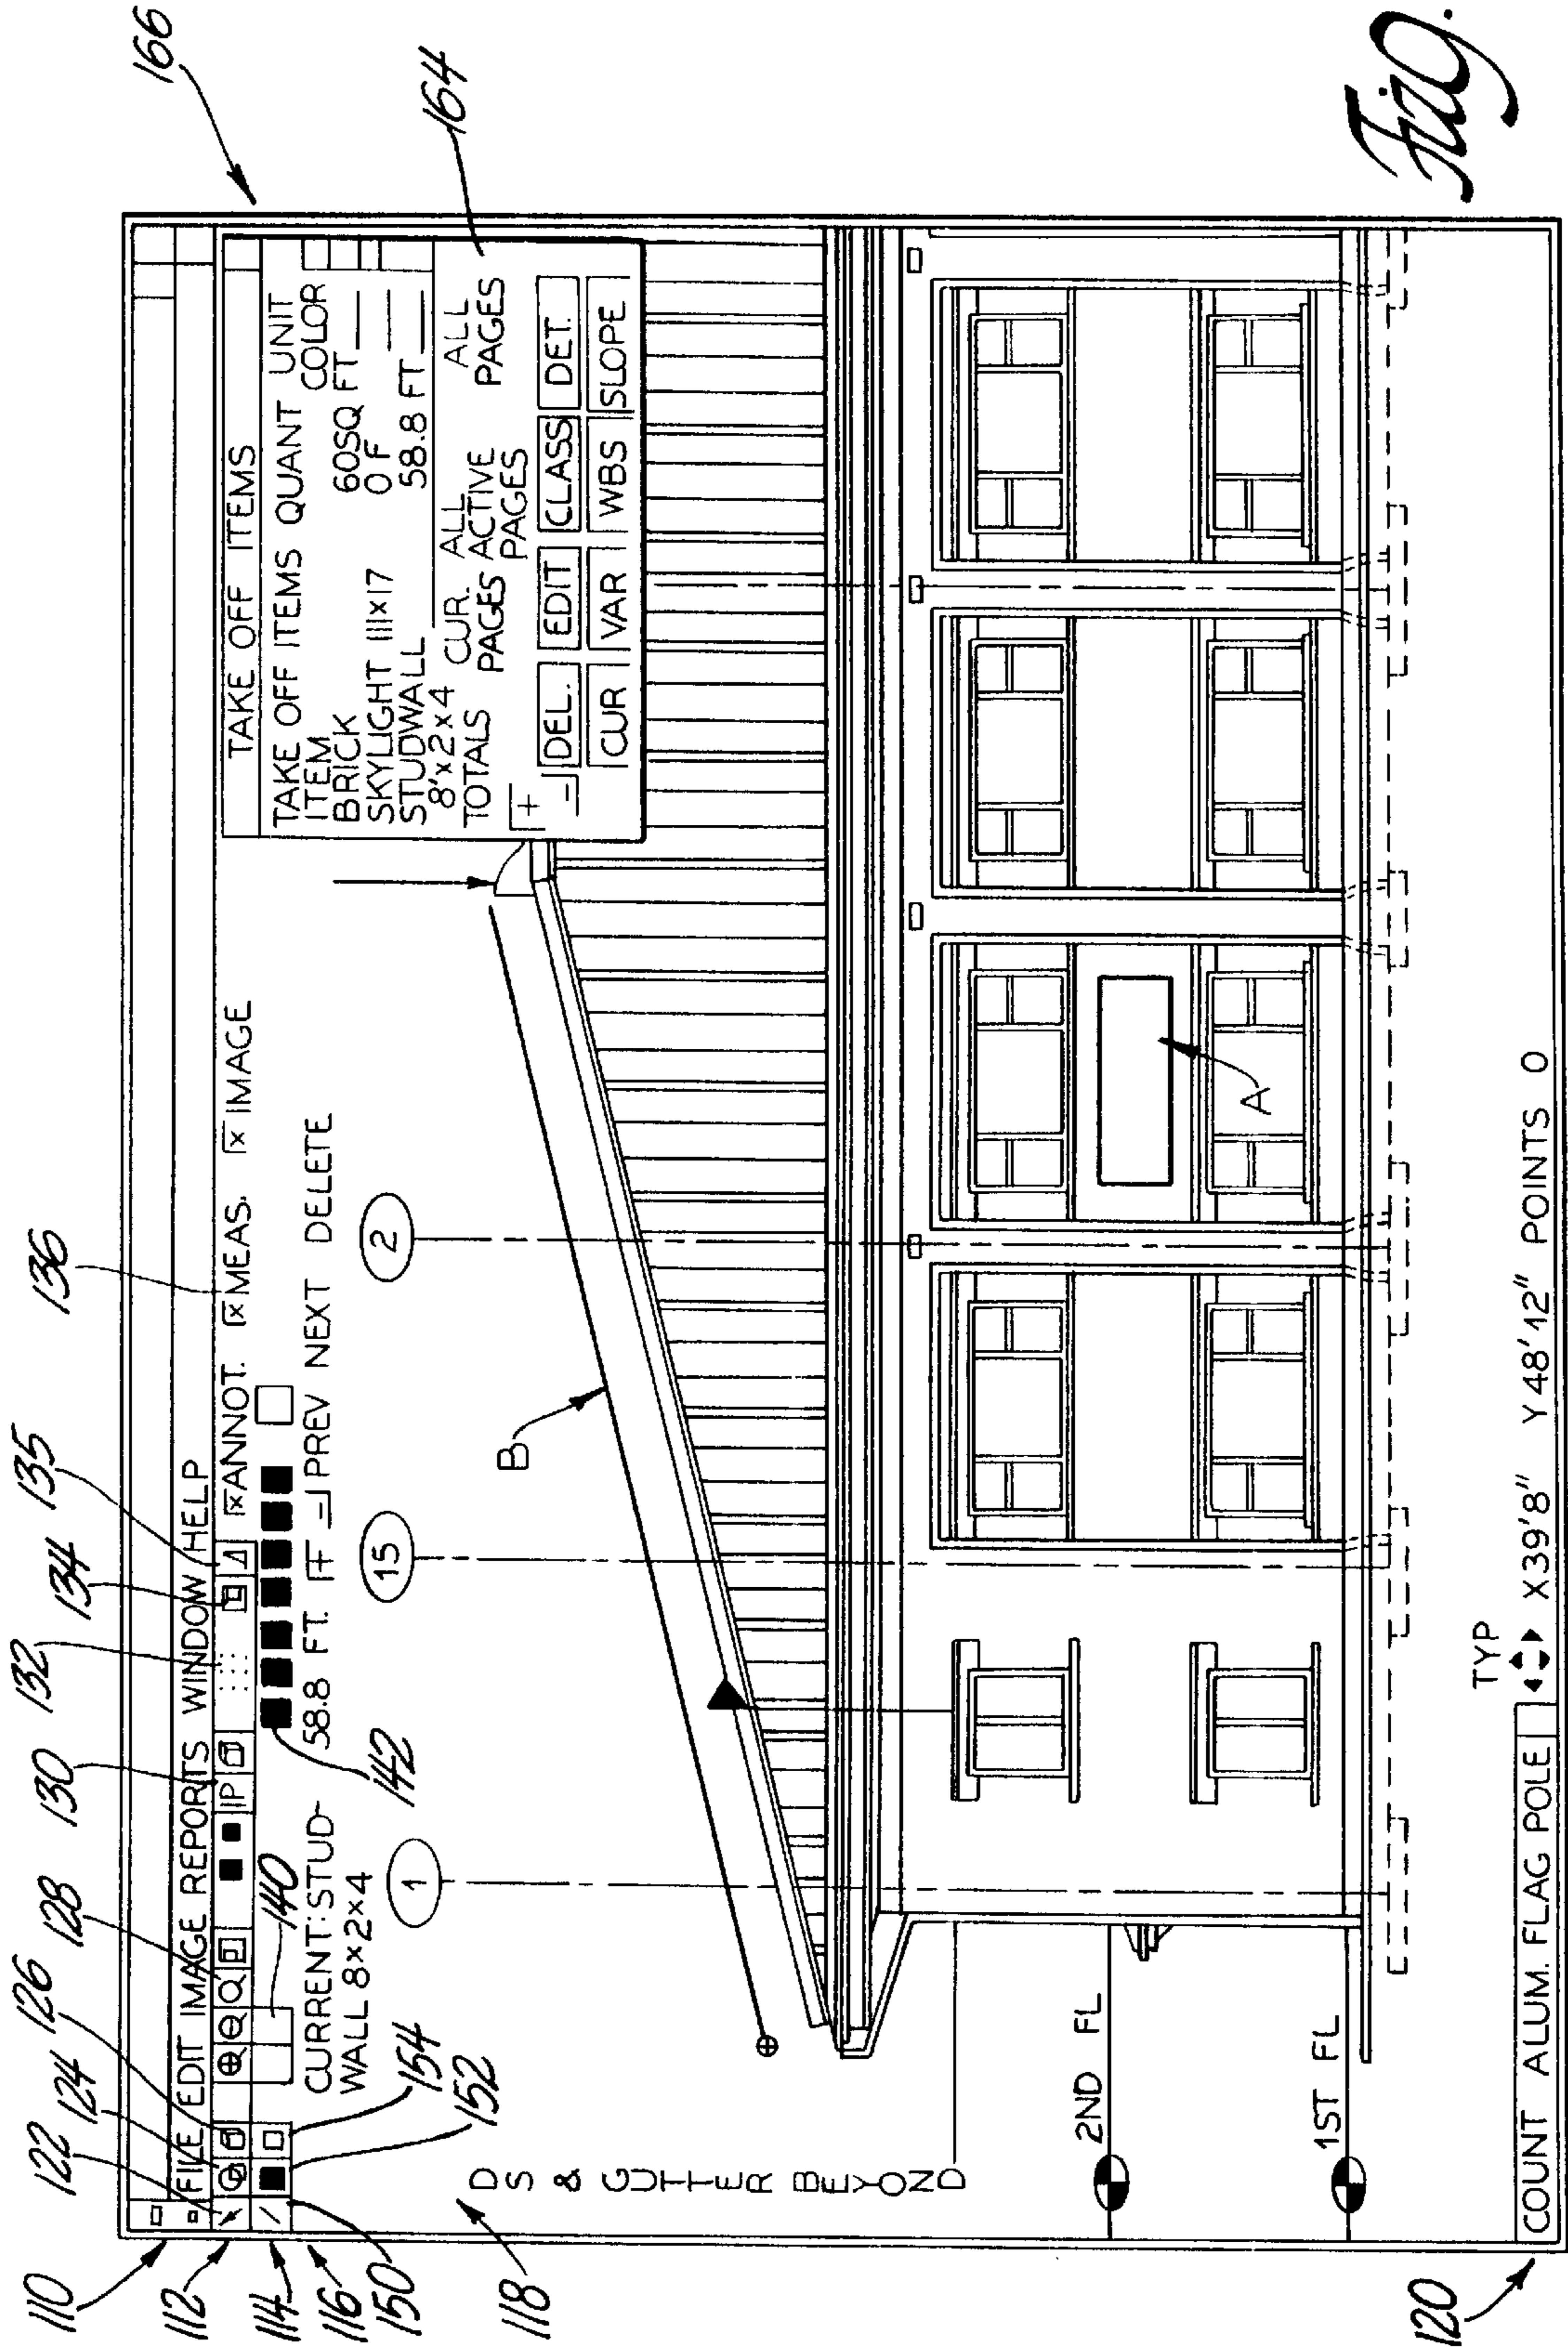 166
136
135
134
132
130
128
126
124
122
110
FILE EDIT IMAGE REPORTS WINDOW HELP
112
IP
ANNOT. MEAS. IMAGE
114
140
116
150
CURRENT: STUD-
WALL 8×2×4
58.8 FT. PREV NEXT DELETE
142
154
152
118
TAKE OFF ITEMS
TAKE OFF ITEMS QUANT UNIT
ITEM COLOR
BRICK 60SQ FT
SKYLIGHT 111×17 0 F
STUDWALL 58.8 FT
8'×2×4
TOTALS CUR. PAGES ALL ACTIVE PAGES ALL PAGES
+
DEL. EDIT CLASS DET.
CUR VAR WBS SLOPE
164
1
15
2
B
DS & GUTTER BEYOND
A
2ND FL
1ST FL
TYP
COUNT ALUM. FLAG POLE X39'8" Y48'12" POINTS 0
120
Fig.